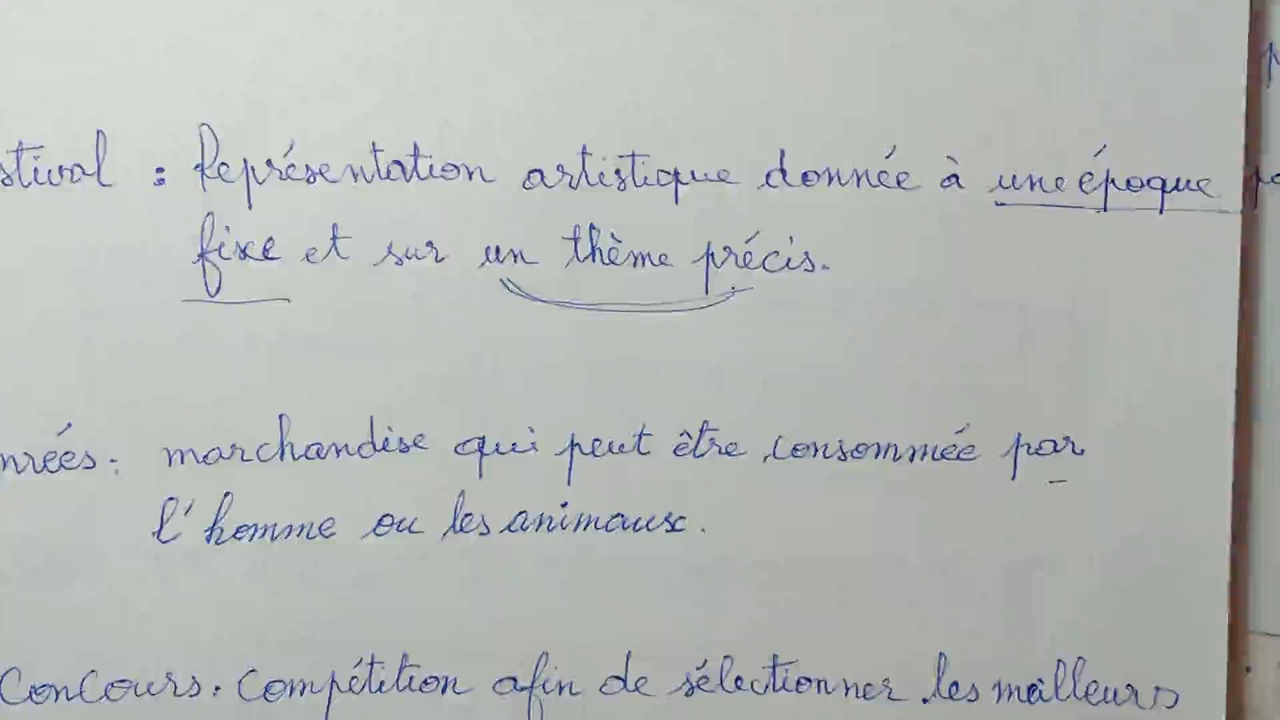 stival : Représentation artistique donnée à une époque
fixe et sur un thème précis.
nrées : marchandise qui peut être consommée par
l'homme ou les animaux.
Concours. Compétition afin de sélectionner les meilleurs